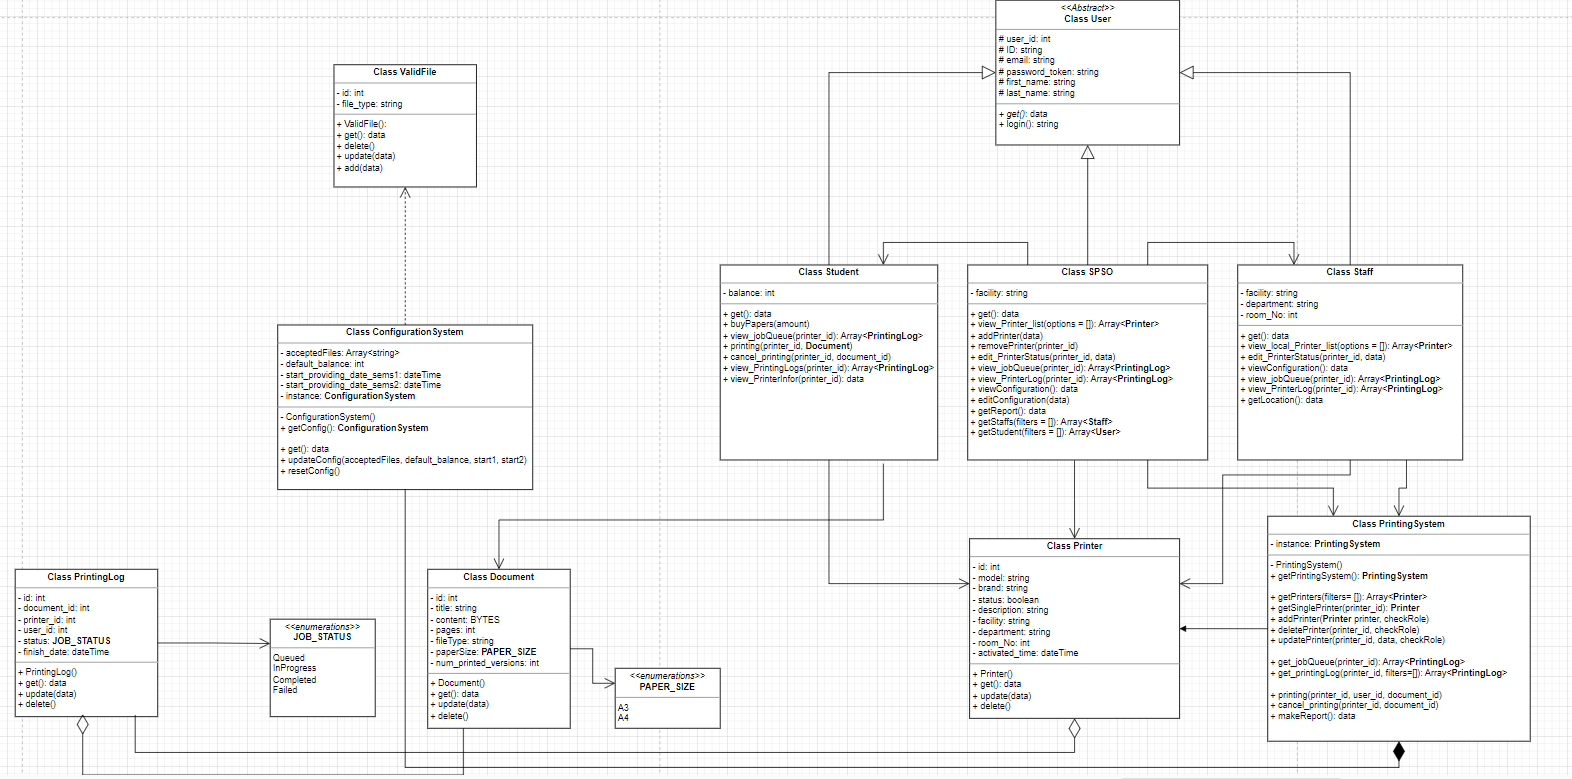 <<Abstract>>
Class User
# user_id: int
# ID: string
# email: string
# password_token: string
# first_name: string
# last_name: string
+ get(): data
+ login(): string
Class ValidFile
- id: int
- file_type: string
+ ValidFile():
+ get(): data
+ delete()
+ update(data)
+ add(data)
Class Student
- balance: int
+ get(): data
+ buyPapers(amount)
+ view_jobQueue(printer_id): Array<PrintingLog>
+ printing(printer_id, Document)
+ cancel_printing(printer_id, document_id)
+ view_PrintingLogs(printer_id): Array<PrintingLog>
+ view_PrinterInfor(printer_id): data
Class SPSO
- facility: string
+ get(): data
+ view_Printer_list(options = []): Array<Printer>
+ addPrinter(data)
+ removePrinter(printer_id)
+ edit_PrinterStatus(printer_id, data)
+ view_jobQueue(printer_id): Array<PrintingLog>
+ view_PrinterLog(printer_id): Array<PrintingLog>
+ viewConfiguration(): data
+ editConfiguration(data)
+ getReport(): data
+ getStaffs(filters = []): Array<Staff>
+ getStudent(filters = []): Array<User>
Class Staff
- facility: string
- department: string
- room_No: int
+ get(): data
+ view_local_Printer_list(options = []): Array<Printer>
+ edit_PrinterStatus(printer_id, data)
+ viewConfiguration(): data
+ view_jobQueue(printer_id): Array<PrintingLog>
+ view_PrinterLog(printer_id): Array<PrintingLog>
+ getLocation(): data
Class ConfigurationSystem
- acceptedFiles: Array<string>
- default_balance: int
- start_providing_date_sems1: dateTime
- start_providing_date_sems2: dateTime
- instance: ConfigurationSystem
- ConfigurationSystem()
+ getConfig(): ConfigurationSystem
+ get(): data
+ updateConfig(acceptedFiles, default_balance, start1, start2)
+ resetConfig()
Class PrintingLog
- id: int
- document_id: int
- printer_id: int
- user_id: int
- status: JOB_STATUS
- finish_date: dateTime
+ PrintingLog()
+ get(): data
+ update(data)
+ delete()
<<enumerations>>
JOB_STATUS
Queued
InProgress
Completed
Failed
Class Document
- id: int
- title: string
- content: BYTES
- pages: int
- fileType: string
- paperSize: PAPER_SIZE
- num_printed_versions: int
+ Document()
+ get(): data
+ update(data)
+ delete()
<<enumerations>>
PAPER_SIZE
A3
A4
Class Printer
- id: int
- model: string
- brand: string
- status: boolean
- description: string
- facility: string
- department: string
- room_No: int
- activated_time: dateTime
+ Printer()
+ get(): data
+ update(data)
+ delete()
Class PrintingSystem
- instance: PrintingSystem
- PrintingSystem()
+ getPrintingSystem(): PrintingSystem
+ getPrinters(filters= []): Array<Printer>
+ getSinglePrinter(printer_id): Printer
+ addPrinter(Printer printer, checkRole)
+ deletePrinter(printer_id, checkRole)
+ updatePrinter(printer_id, data, checkRole)
+ get_jobQueue(printer_id): Array<PrintingLog>
+ get_printingLog(printer_id, filters=[]): Array<PrintingLog>
+ printing(printer_id, user_id, document_id)
+ cancel_printing(printer_id, document_id)
+ makeReport(): data